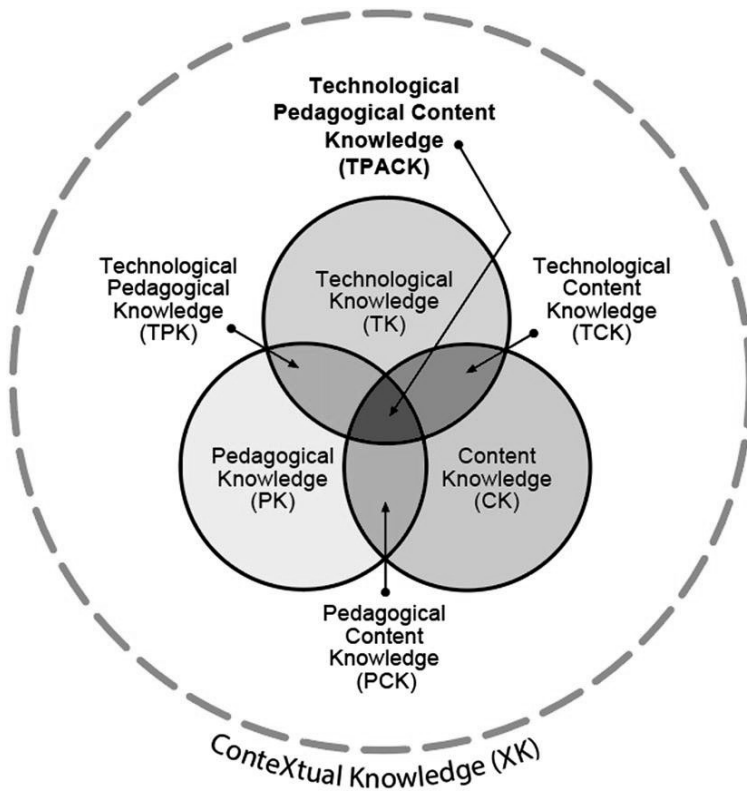 Technological
Pedagogical Content
Knowledge
(TPACK)
Technological
Pedagogical
Knowledge
(TPK)
Technological
Knowledge
(TK)
Technological
Content
Knowledge
(TCK)
Pedagogical
Knowledge
(PK)
Content
Knowledge
(CK)
Pedagogical
Content
Knowledge
(PCK)
ConteXtual Knowledge (XK)